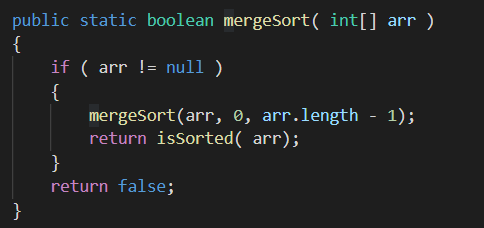 public static boolean mergeSort( int[] arr )
{
    if ( arr != null )
    {
        mergeSort(arr, 0, arr.length - 1);
        return isSorted( arr);
    }
    return false;
}